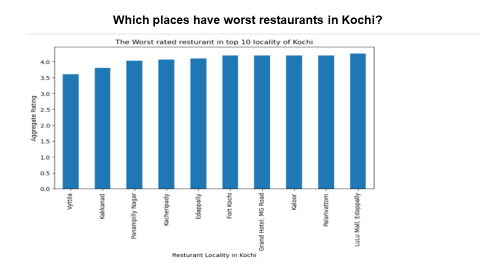 Which places have worst restaurants in Kochi?
The Worst rated resturant in top 10 locality of Kochi
Aggregate Rating
4.0
3.5
3.0
2.5
2.0
1.5
1.0
0.5
0.0
Vyttila
Kakkanad
Panampilly Nagar
Kacheripady
Edappally
Fort Kochi
Grand Hotel, MG Road
Kaloor
Palarivattom
LuLu Mall, Edappally
Resturant Locality in Kochi